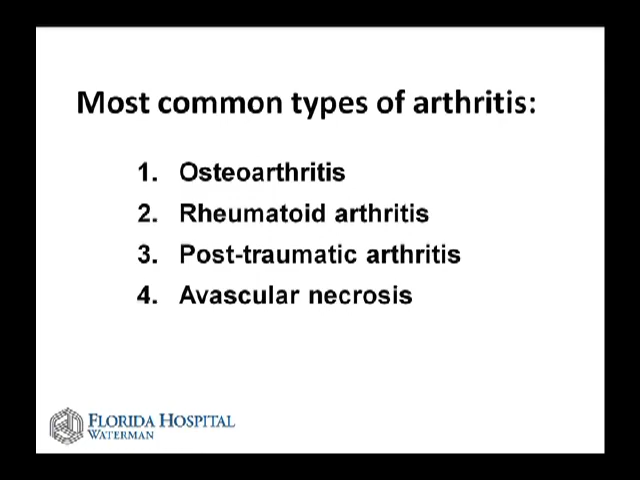 Most common types of arthritis:
1. Osteoarthritis
2. Rheumatoid arthritis
3. Post-traumatic arthritis
4. Avascular necrosis
FLORIDA HOSPITAL
WATERMAN